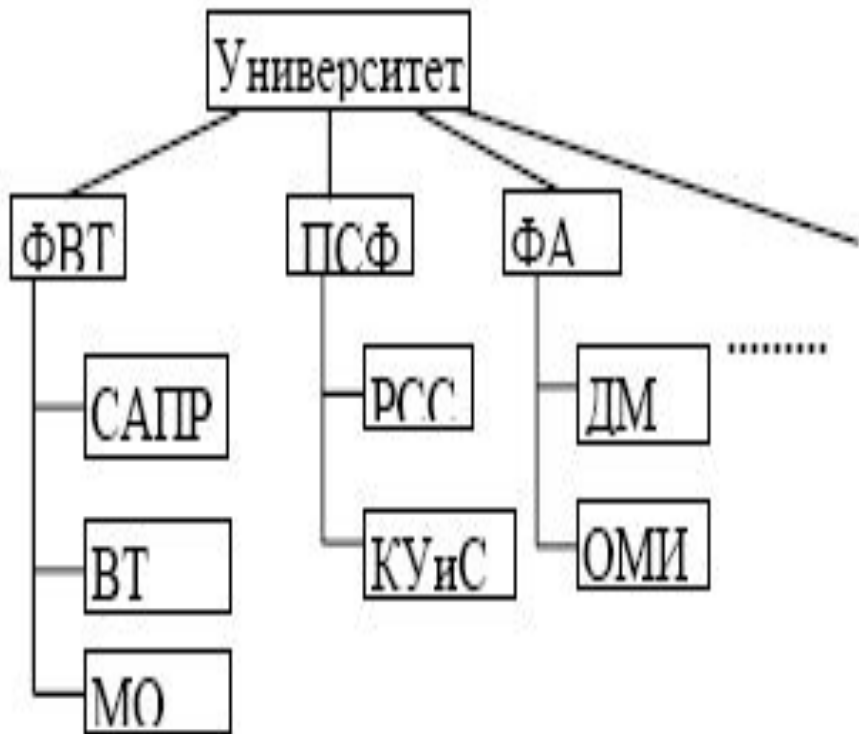 Университет
ФВТ
ПСФ
ФА
САПР
РСС
ДМ
.........
ВТ
КУиС
ОМИ
МО